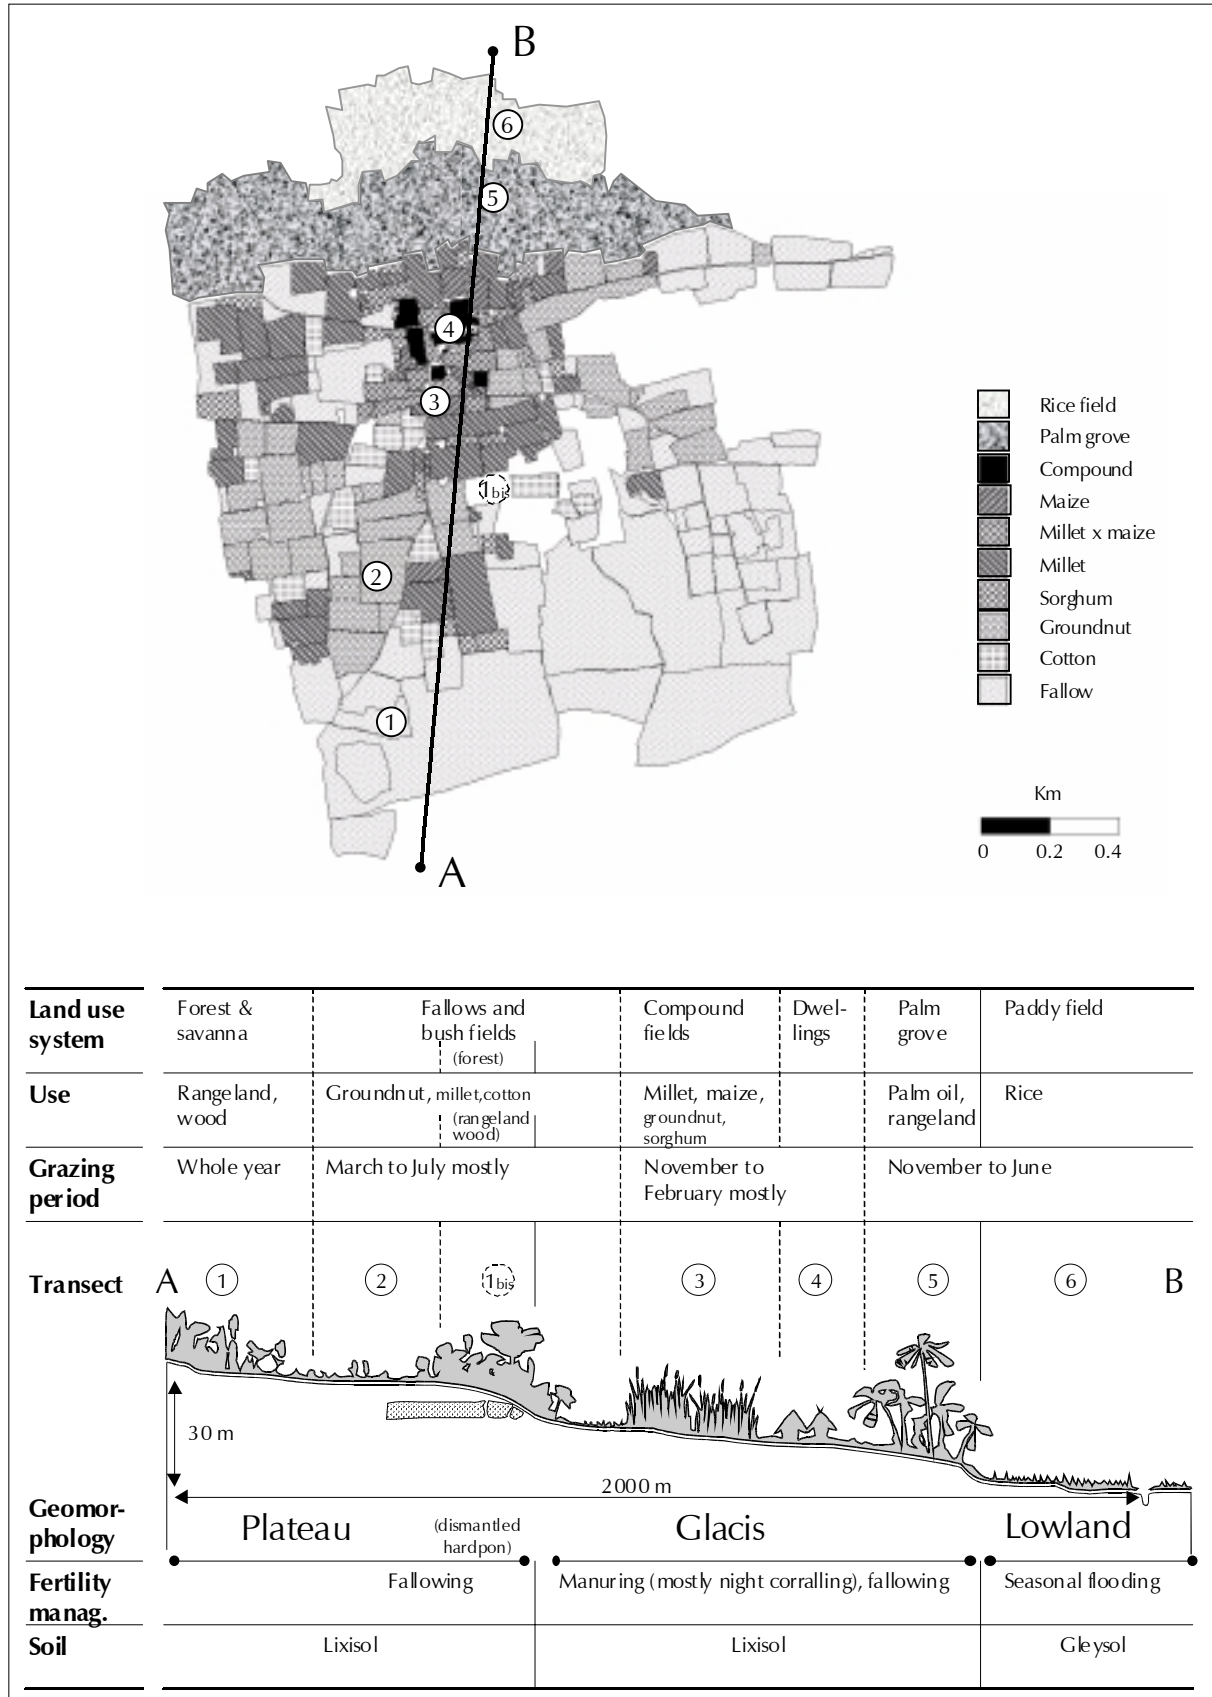 B
6
5
4
3
1bis
2
1
A
Rice field
Palm grove
Compound
Maize
Millet x maize
Millet
Sorghum
Groundnut
Cotton
Fallow
Km
0 0.2 0.4
Land use system
Forest & savanna
Fallows and bush fields
(forest)
Compound fields
Dwel-lings
Palm grove
Paddy field
Use
Rangeland, wood
Groundnut, millet,cotton
(rangeland wood)
Millet, maize, groundnut, sorghum
Palm oil, rangeland
Rice
Grazing period
Whole year
March to July mostly
November to February mostly
November to June
Transect
A 1 2 1bis 3 4 5 6 B
30 m
2000 m
Geomor-phology
Plateau
(dismantled hardpon)
Glacis
Lowland
Fertility manag.
Fallowing
Manuring (mostly night corralling), fallowing
Seasonal flooding
Soil
Lixisol
Lixisol
Gleysol